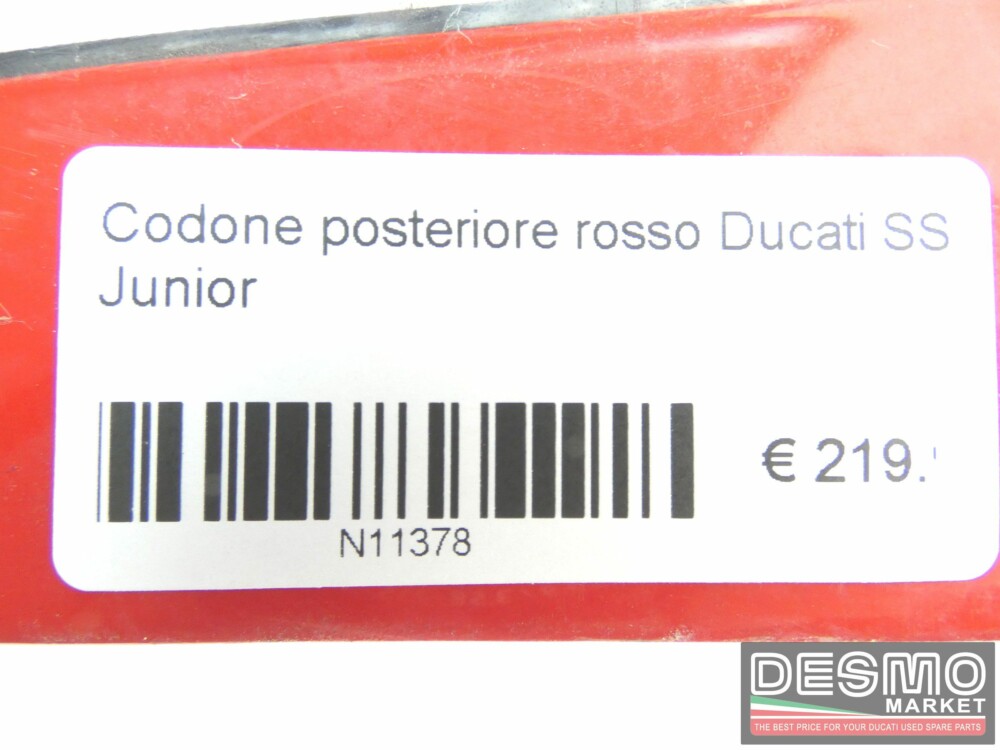 Codone posteriore rosso Ducati SS
Junior
€ 219.
N11378
DESMO
MARKET
THE BEST PRICE FOR YOUR DUCATI USED SPARE PARTS